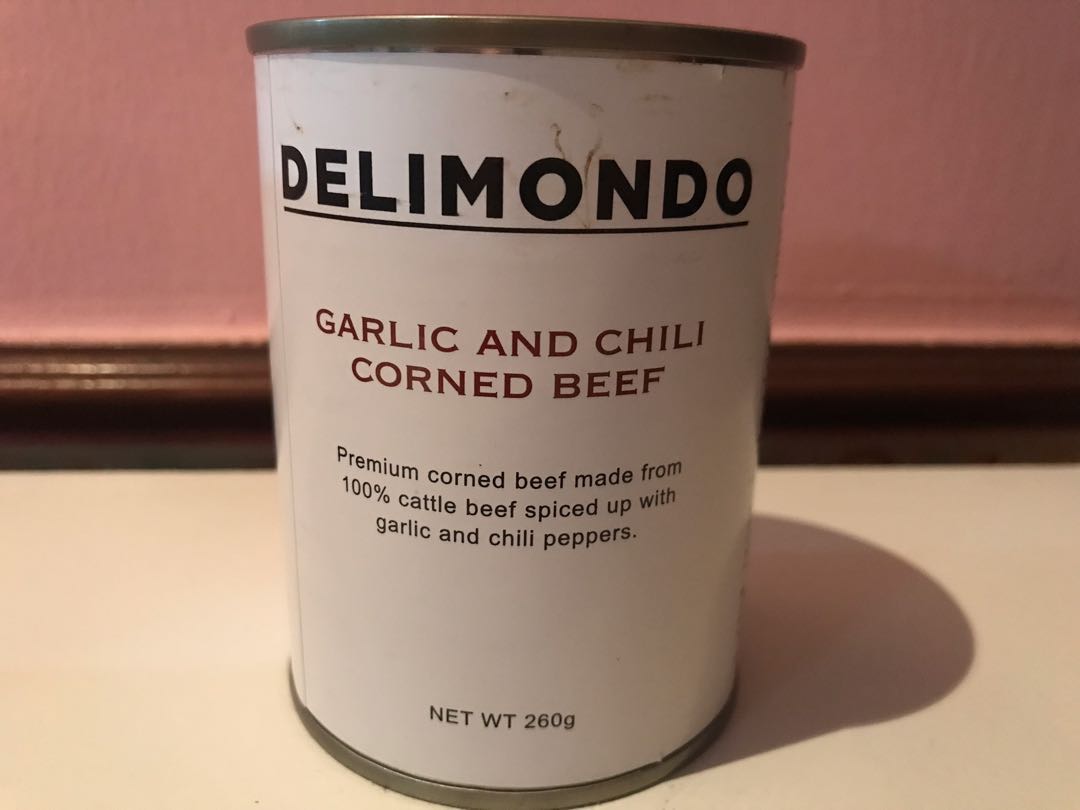 DELIMONDO
GARLIC AND CHILI
CORNED BEEF
Premium corned beef made from
100% cattle beef spiced up with
garlic and chili peppers.
NET WT 260g